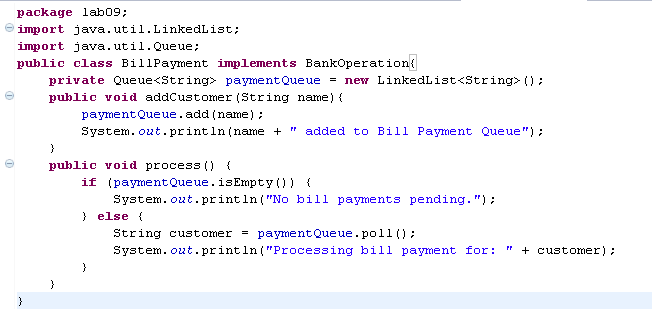 package lab09;
import java.util.LinkedList;
import java.util.Queue;
public class BillPayment implements BankOperation{
    private Queue<String> paymentQueue = new LinkedList<String>();
    public void addCustomer(String name){
        paymentQueue.add(name);
        System.out.println(name + " added to Bill Payment Queue");
    }
    public void process() {
        if (paymentQueue.isEmpty()) {
            System.out.println("No bill payments pending.");
        } else {
            String customer = paymentQueue.poll();
            System.out.println("Processing bill payment for: " + customer);
        }
    }
}